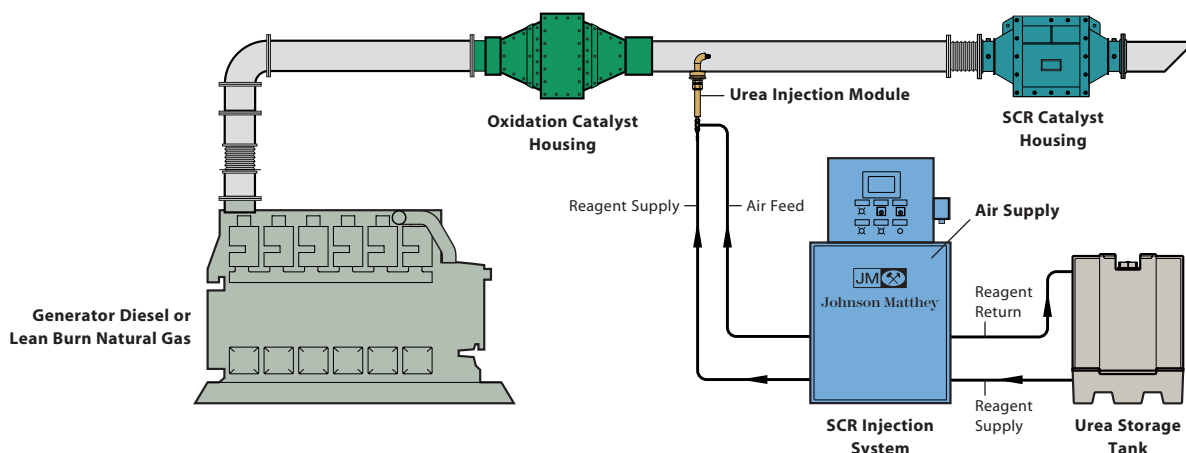 Urea Injection Module
Oxidation Catalyst
Housing
SCR Catalyst
Housing
Reagent Supply
Air Feed
Air Supply
JM
Johnson Matthey
Generator Diesel or
Lean Burn Natural Gas
Reagent
Return
Reagent
Supply
SCR Injection
System
Urea Storage
Tank